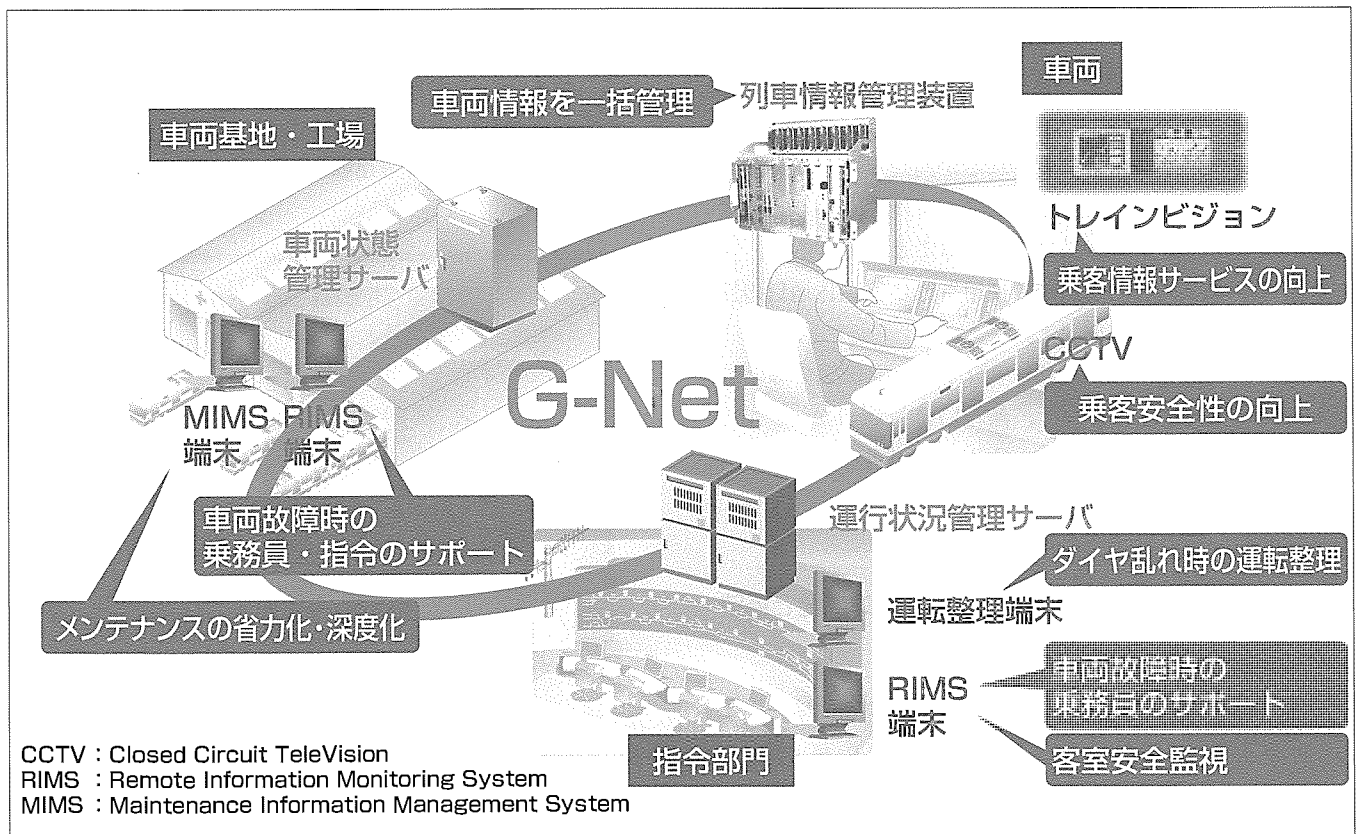 車両
車両情報を一括管理
列車情報管理装置
車両基地・工場
トレインビジョン
車両状態
管理サーバ
乗客情報サービスの向上
CCTV
G-Net
乗客安全性の向上
MIMS
端末
RIMS
端末
車両故障時の
乗務員・指令のサポート
運行状況管理サーバ
ダイヤ乱れ時の運転整理
運転整理端末
メンテナンスの省力化・深度化
車両故障時の
乗務員のサポート
RIMS
端末
客室安全監視
指令部門
CCTV : Closed Circuit TeleVision
RIMS : Remote Information Monitoring System
MIMS : Maintenance Information Management System